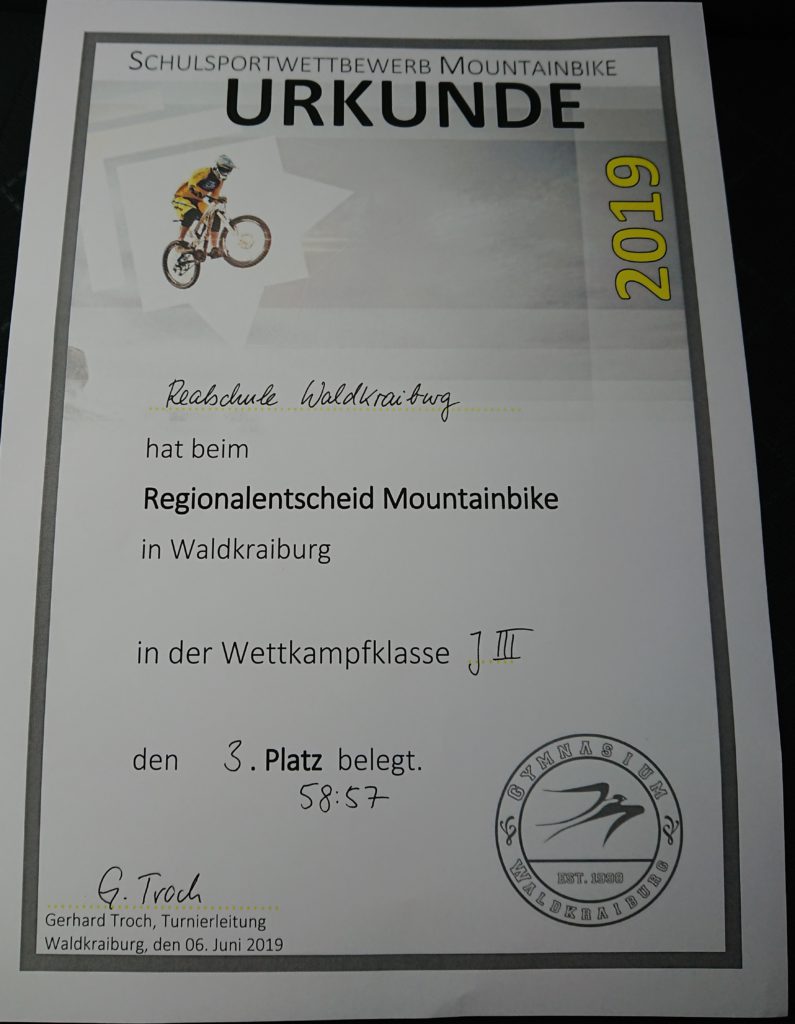 SCHULSPORTWETTBEWERB MOUNTAINBIKE
URKUNDE
2019
Realschule Waldkraiburg
hat beim
Regionalentscheid Mountainbike
in Waldkraiburg
in der Wettkampfklasse J III
den 3. Platz belegt.
58:57
GYMNASIUM
EST. 1998
WALDKRAIBURG
G. Troch
Gerhard Troch, Turnierleitung
Waldkraiburg, den 06. Juni 2019